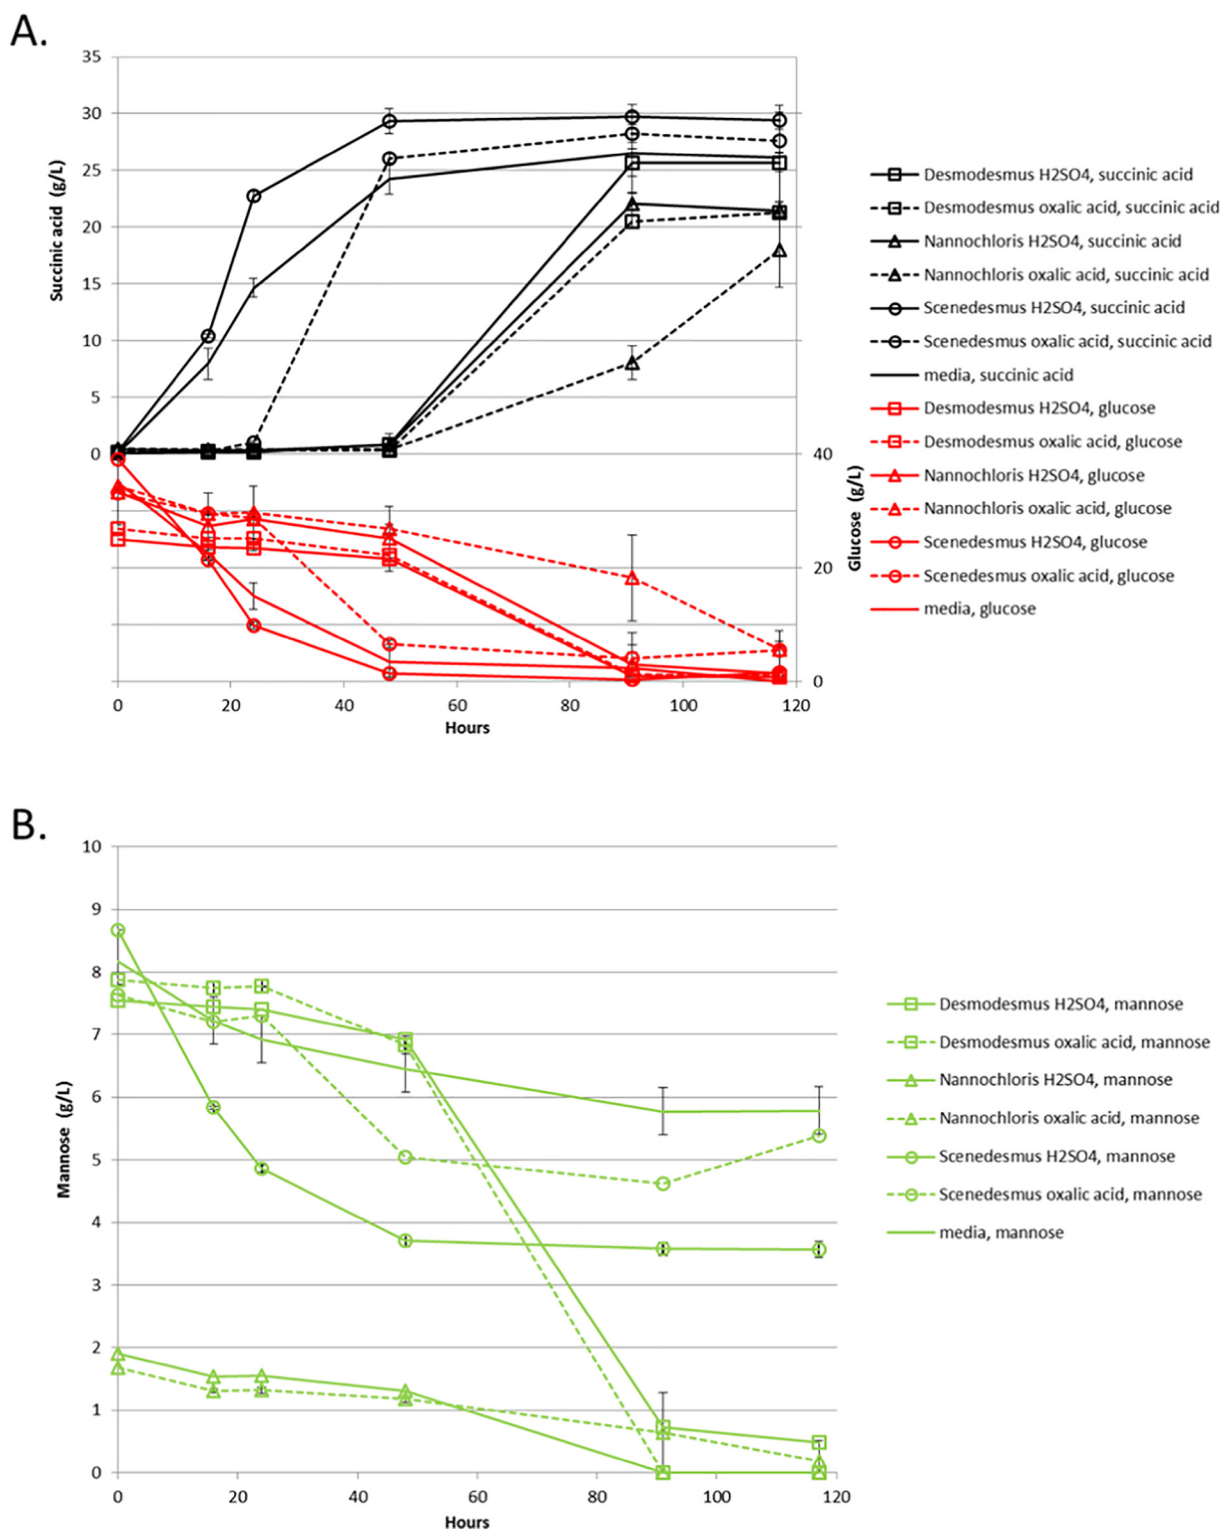 A.
35
30
25
20
15
10
5
0
Succinic acid (g/L)
40
20
0
Glucose (g/L)
0 20 40 60 80 100 120
Hours
Desmodesmus H2SO4, succinic acid
Desmodesmus oxalic acid, succinic acid
Nannochloris H2SO4, succinic acid
Nannochloris oxalic acid, succinic acid
Scenedesmus H2SO4, succinic acid
Scenedesmus oxalic acid, succinic acid
media, succinic acid
Desmodesmus H2SO4, glucose
Desmodesmus oxalic acid, glucose
Nannochloris H2SO4, glucose
Nannochloris oxalic acid, glucose
Scenedesmus H2SO4, glucose
Scenedesmus oxalic acid, glucose
media, glucose
B.
10
9
8
7
6
5
4
3
2
1
0
Mannose (g/L)
0 20 40 60 80 100 120
Hours
Desmodesmus H2SO4, mannose
Desmodesmus oxalic acid, mannose
Nannochloris H2SO4, mannose
Nannochloris oxalic acid, mannose
Scenedesmus H2SO4, mannose
Scenedesmus oxalic acid, mannose
media, mannose